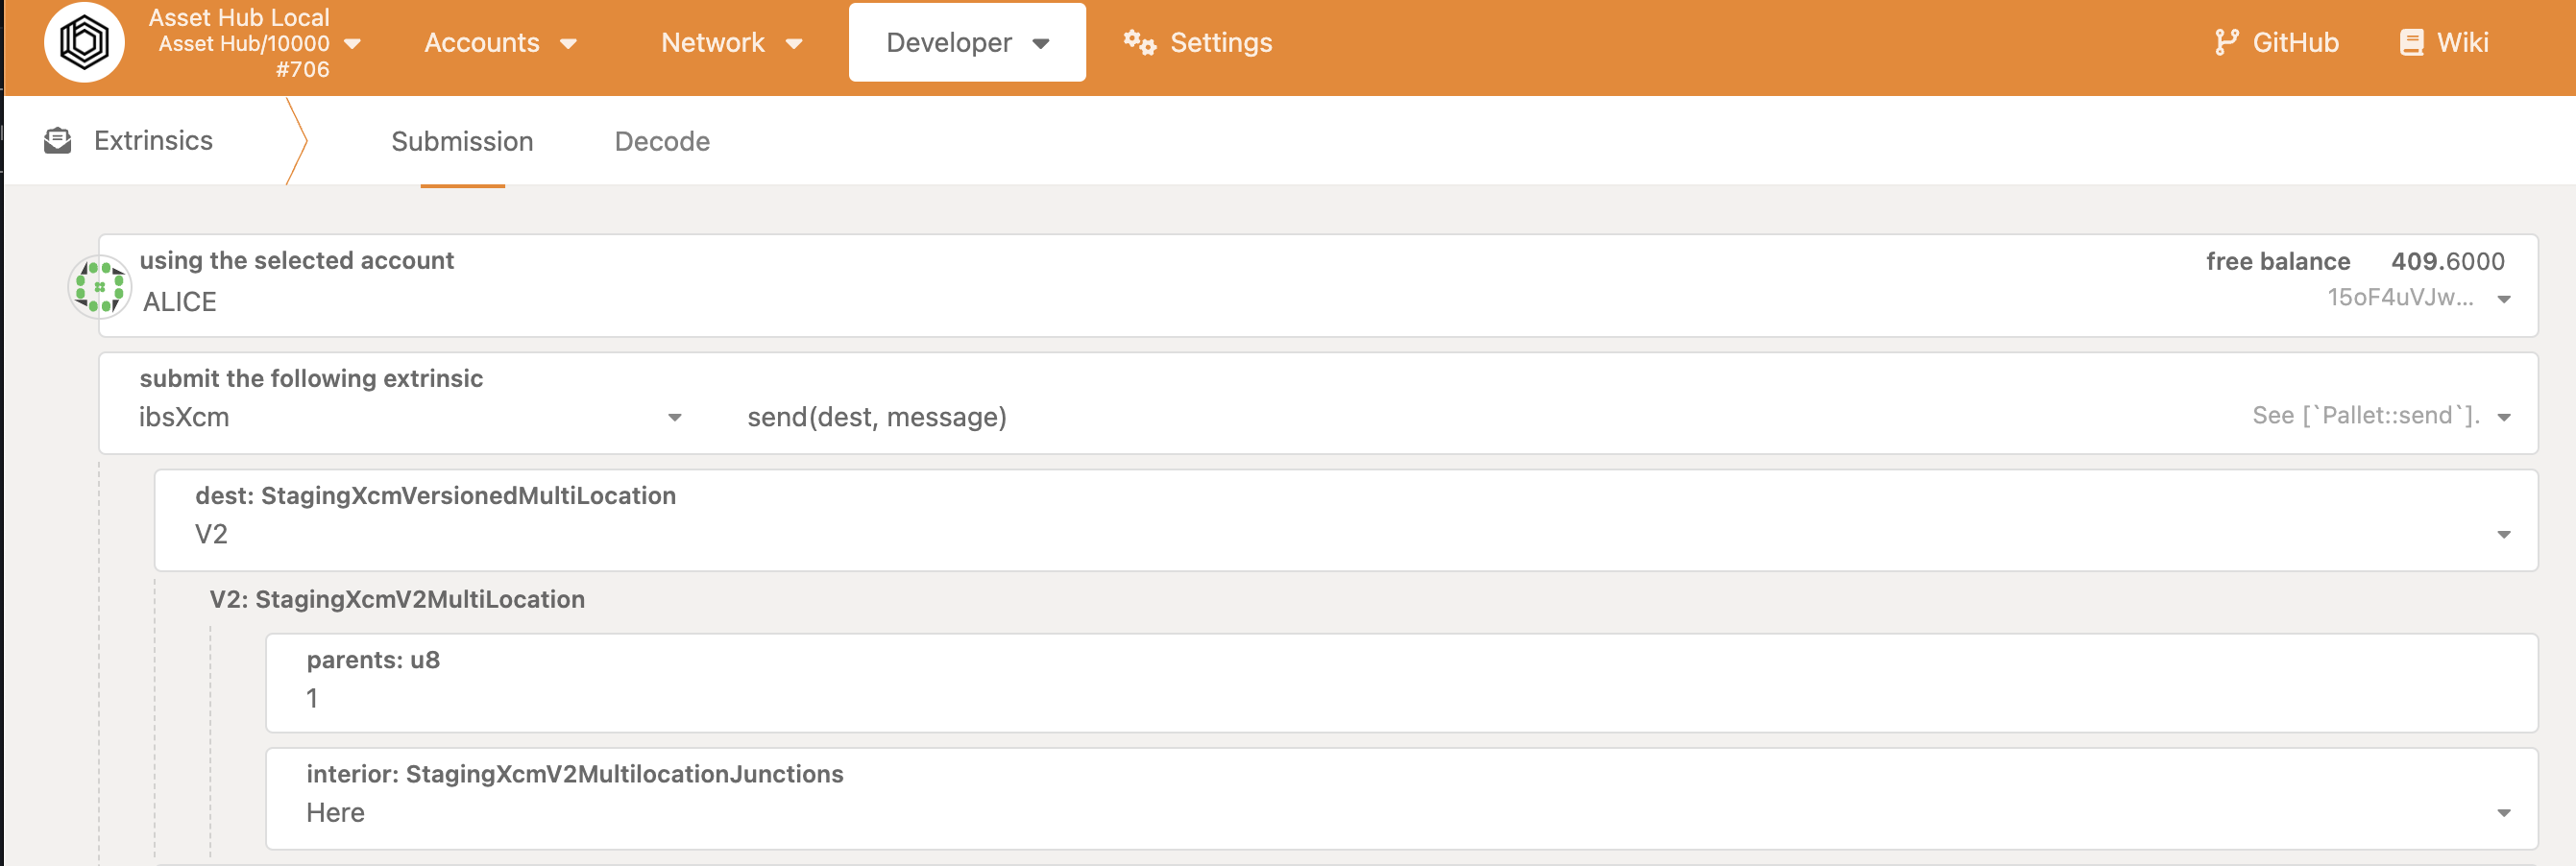 Asset Hub Local
Asset Hub/10000
#706
Accounts
Network
Developer
Settings
GitHub
Wiki
Extrinsics
Submission
Decode
using the selected account
ALICE
free balance 409.6000
15oF4uVJw...
submit the following extrinsic
ibsXcm
send(dest, message)
See [`Pallet::send`].
dest: StagingXcmVersionedMultiLocation
V2
V2: StagingXcmV2MultiLocation
parents: u8
1
interior: StagingXcmV2MultilocationJunctions
Here